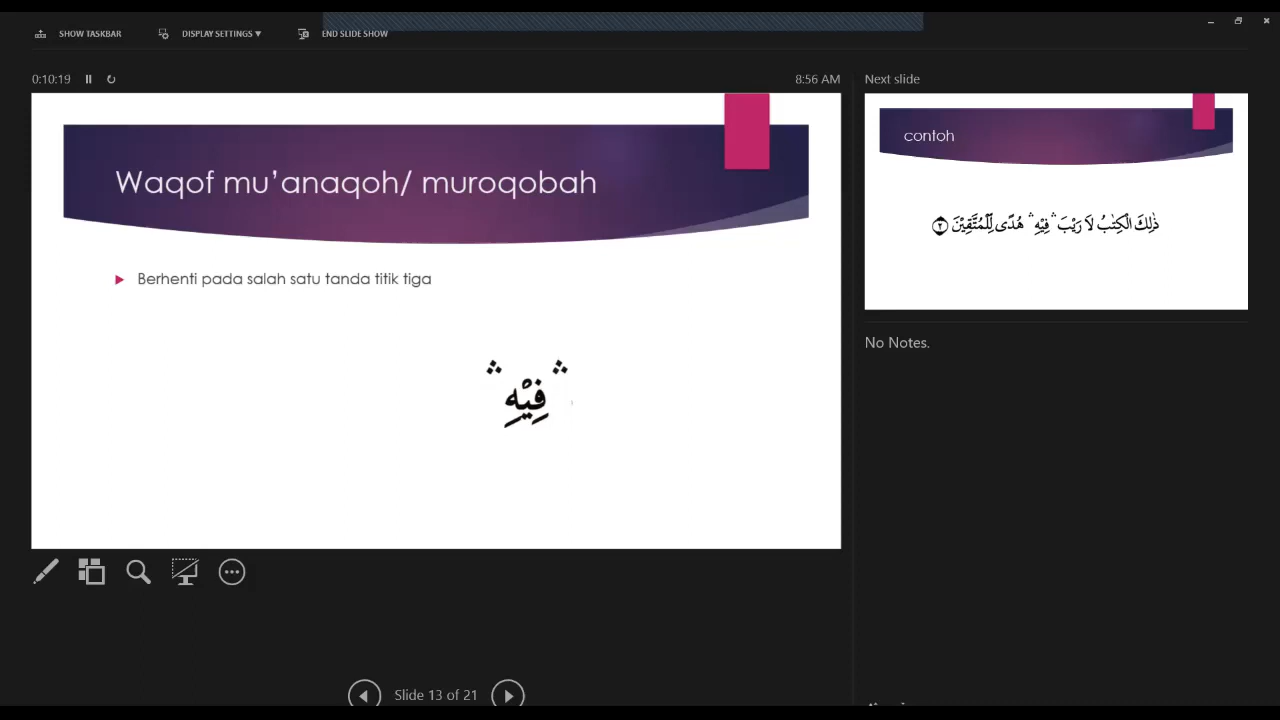 SHOW TASKBAR
DISPLAY SETTINGS ▼
END SLIDE SHOW
0:10:19
8:56 AM
Waqof mu’anaqoh/ muroqobah
Berhenti pada salah satu tanda titik tiga
ۛ فِيْهِ ۛ
Next slide
contoh
ذٰلِكَ الْكِتٰبُ لَا رَيْبَ ۛ فِيْهِ ۛ هُدًى لِّلْمُتَّقِيْنَ ٢
No Notes.
Slide 13 of 21